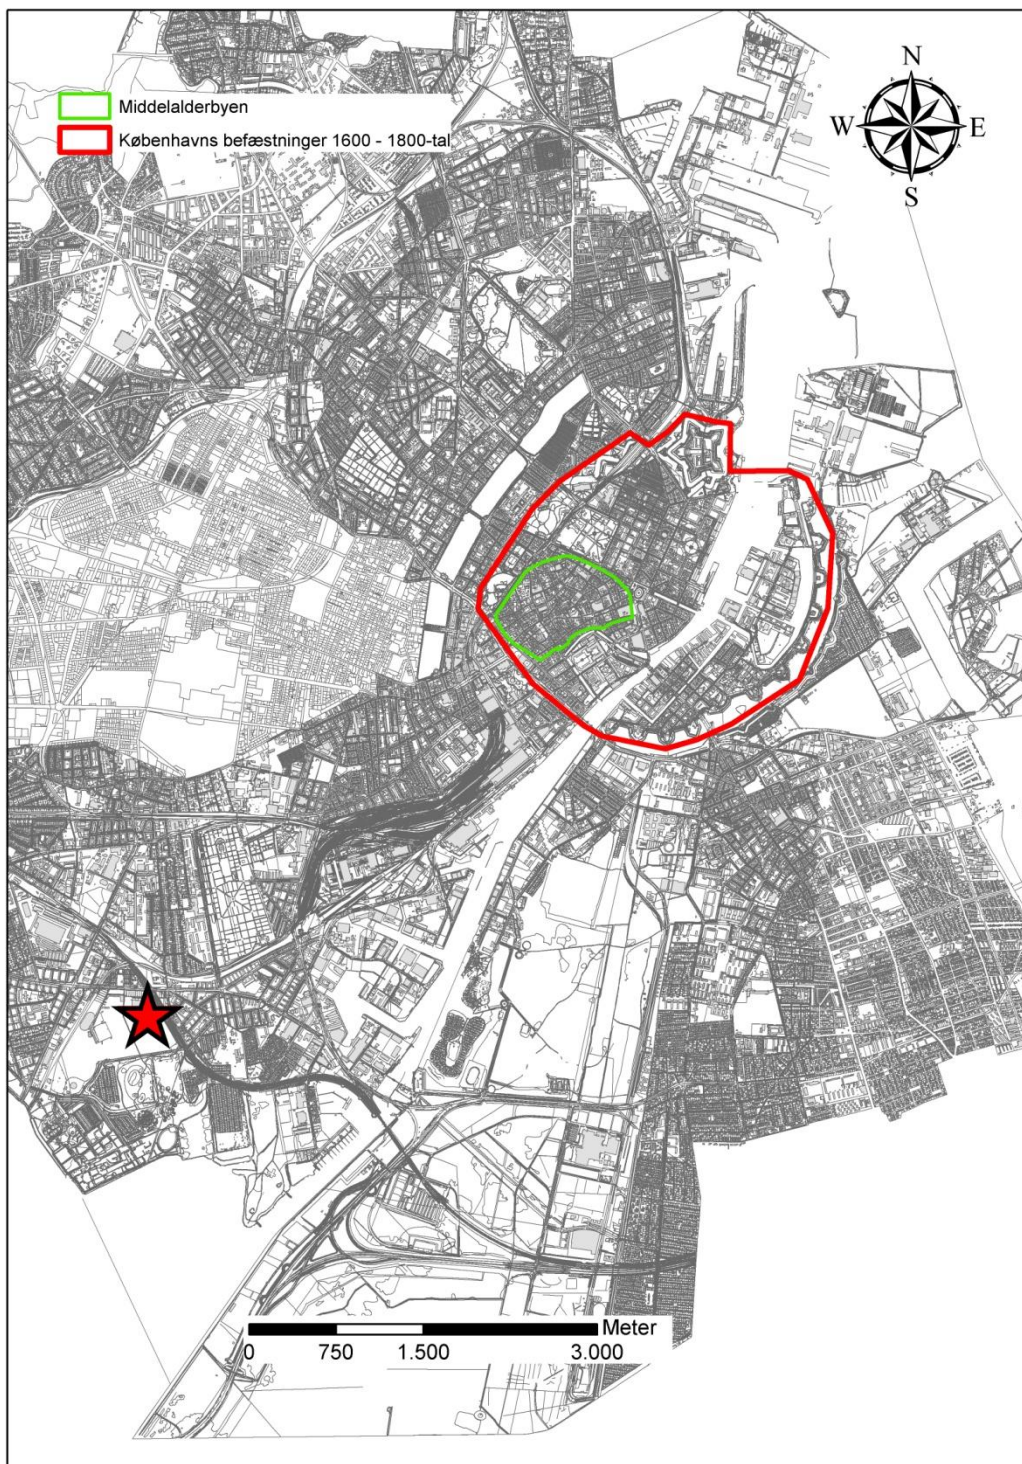 N
W E
S
Middelalderbyen
Københavns befæstninger 1600 - 1800-tal
Meter
0 750 1.500 3.000